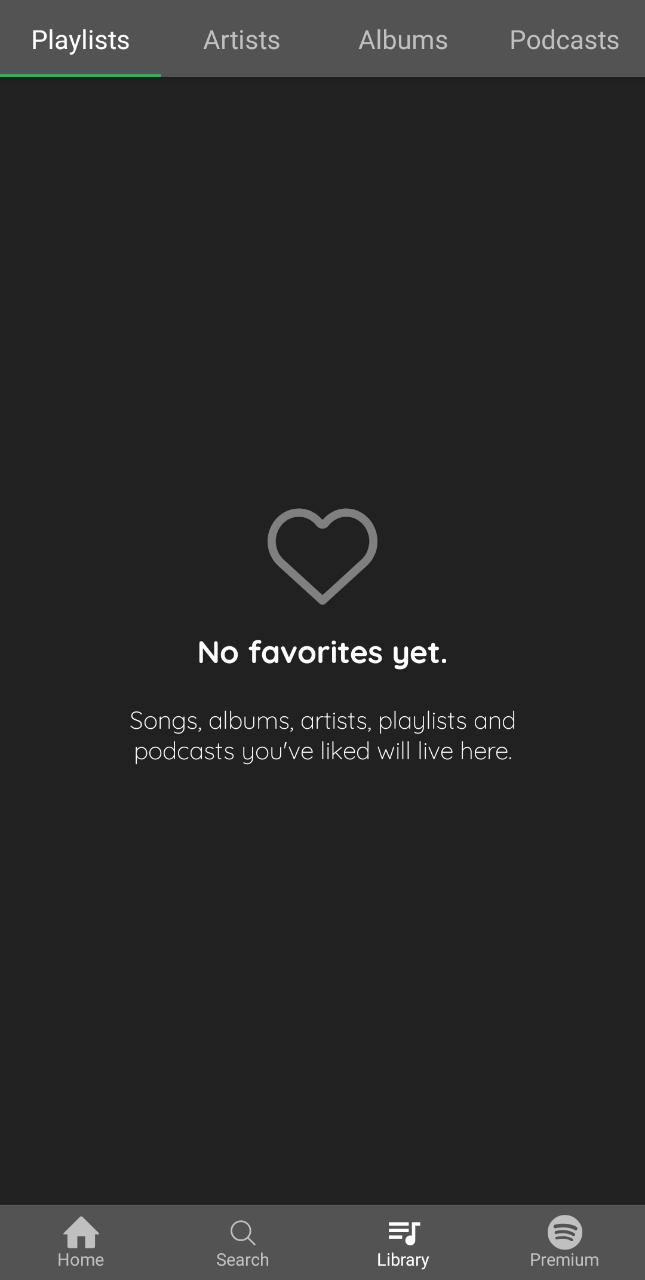 Playlists Artists Albums Podcasts
No favorites yet.
Songs, albums, artists, playlists and
podcasts you've liked will live here.
Home Search Library Premium